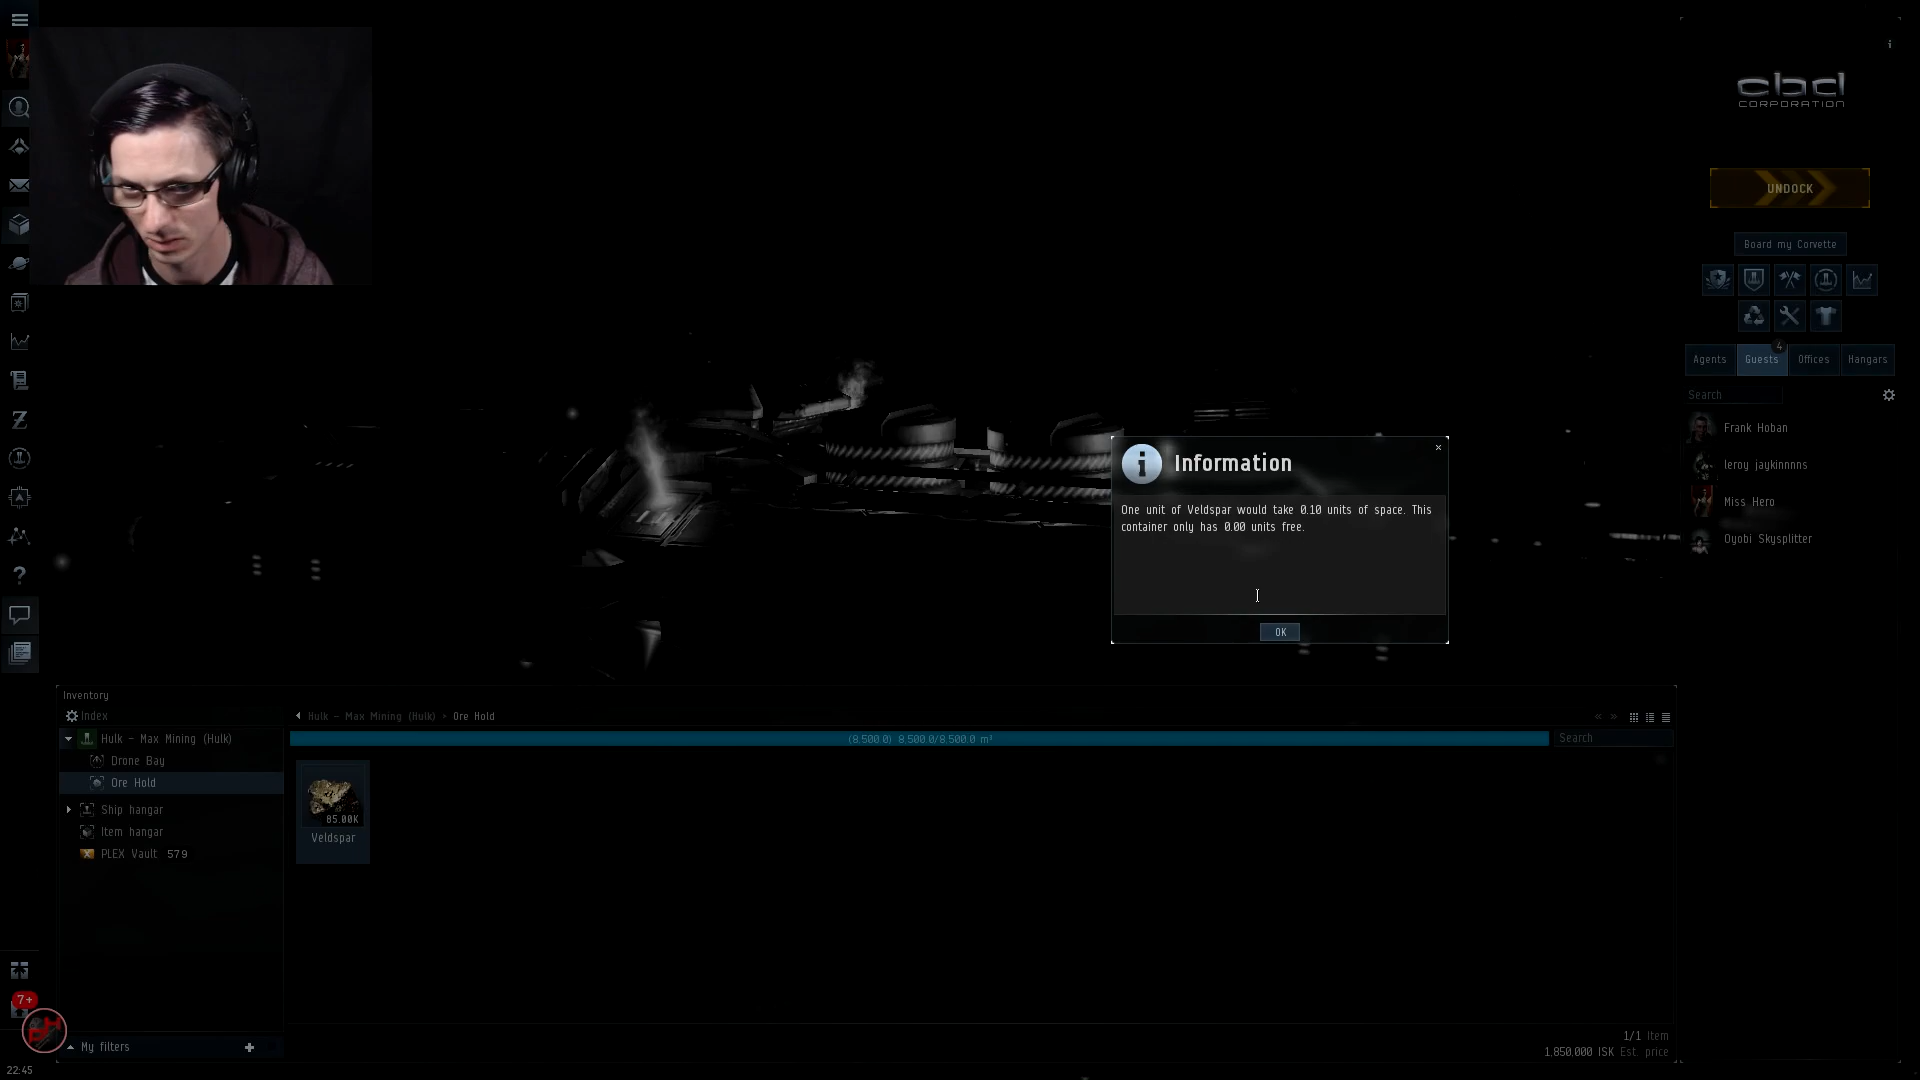 cbd
CORPORATION
UNDOCK
Board my Corvette
4
Agents
Guests
Offices
Hangars
Search
Frank Hoban
leroy jaykinnnns
Miss Hero
Oyobi Skysplitter
Information
One unit of Veldspar would take 0.10 units of space. This
container only has 0.00 units free.
OK
Inventory
Index
Hulk - Max Mining (Hulk) > Ore Hold
Hulk - Max Mining (Hulk)
(8.500.0) 8.500.0/8.500.0 m³
Search
Drone Bay
Ore Hold
Ship hangar
Item hangar
PLEX Vault 579
85.00K
Veldspar
7+
My filters
1/1 Item
1,850,000 ISK Est. price
22:45